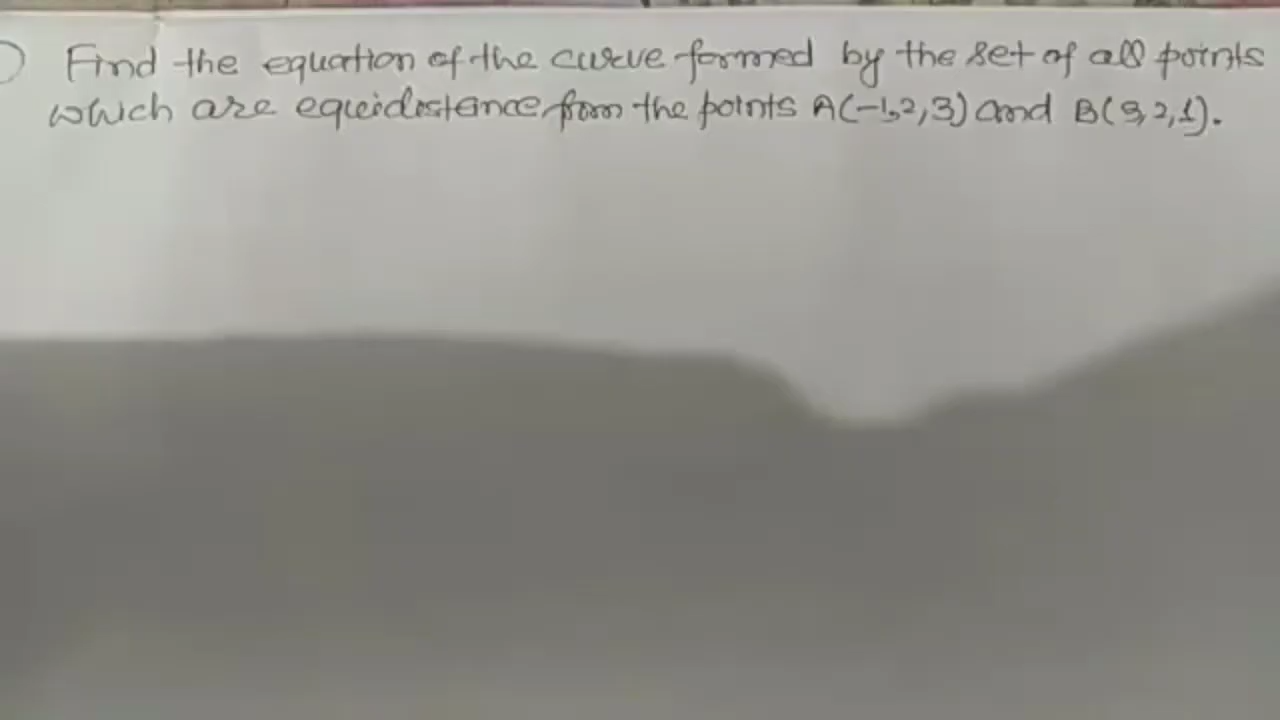 Find the equation of the curve formed by the set of all points
which are equidistance from the points A(-1,2,3) and B(3,2,1).